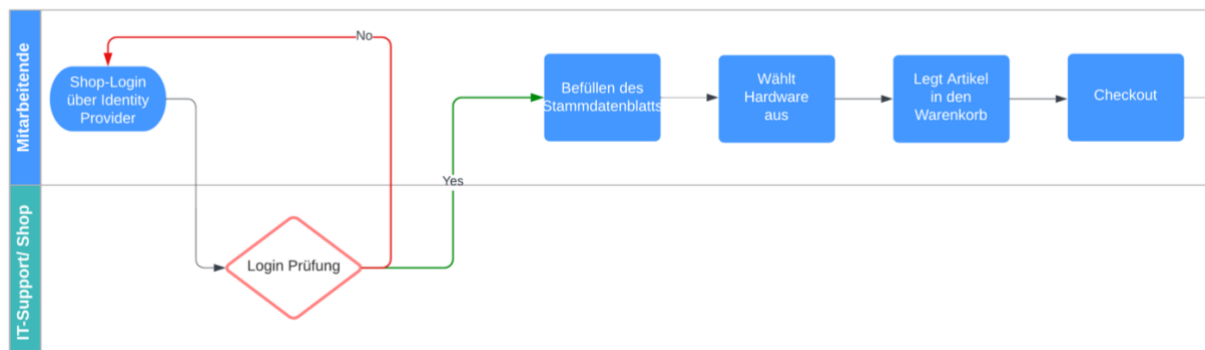 Mitarbeitende
Shop-Login
über Identity
Provider
No
Befüllen des
Stammdatenblatts
Wählt
Hardware
aus
Legt Artikel
in den
Warenkorb
Checkout
Yes
IT-Support/ Shop
Login Prüfung